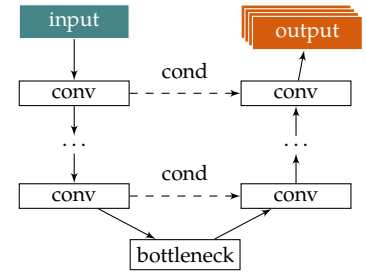 input
output
cond
conv
conv
...
...
cond
conv
conv
bottleneck